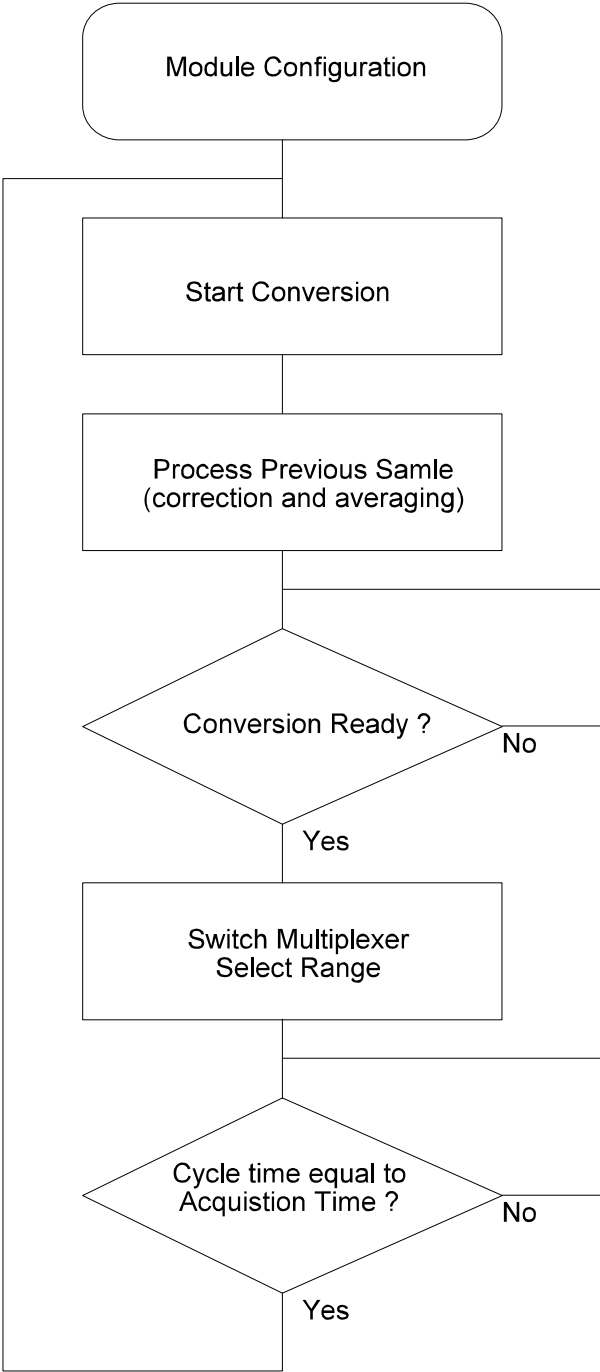 Module Configuration
Start Conversion
Process Previous Samle
(correction and averaging)
Conversion Ready ?
No
Yes
Switch Multiplexer
Select Range
Cycle time equal to
Acquistion Time ?
No
Yes